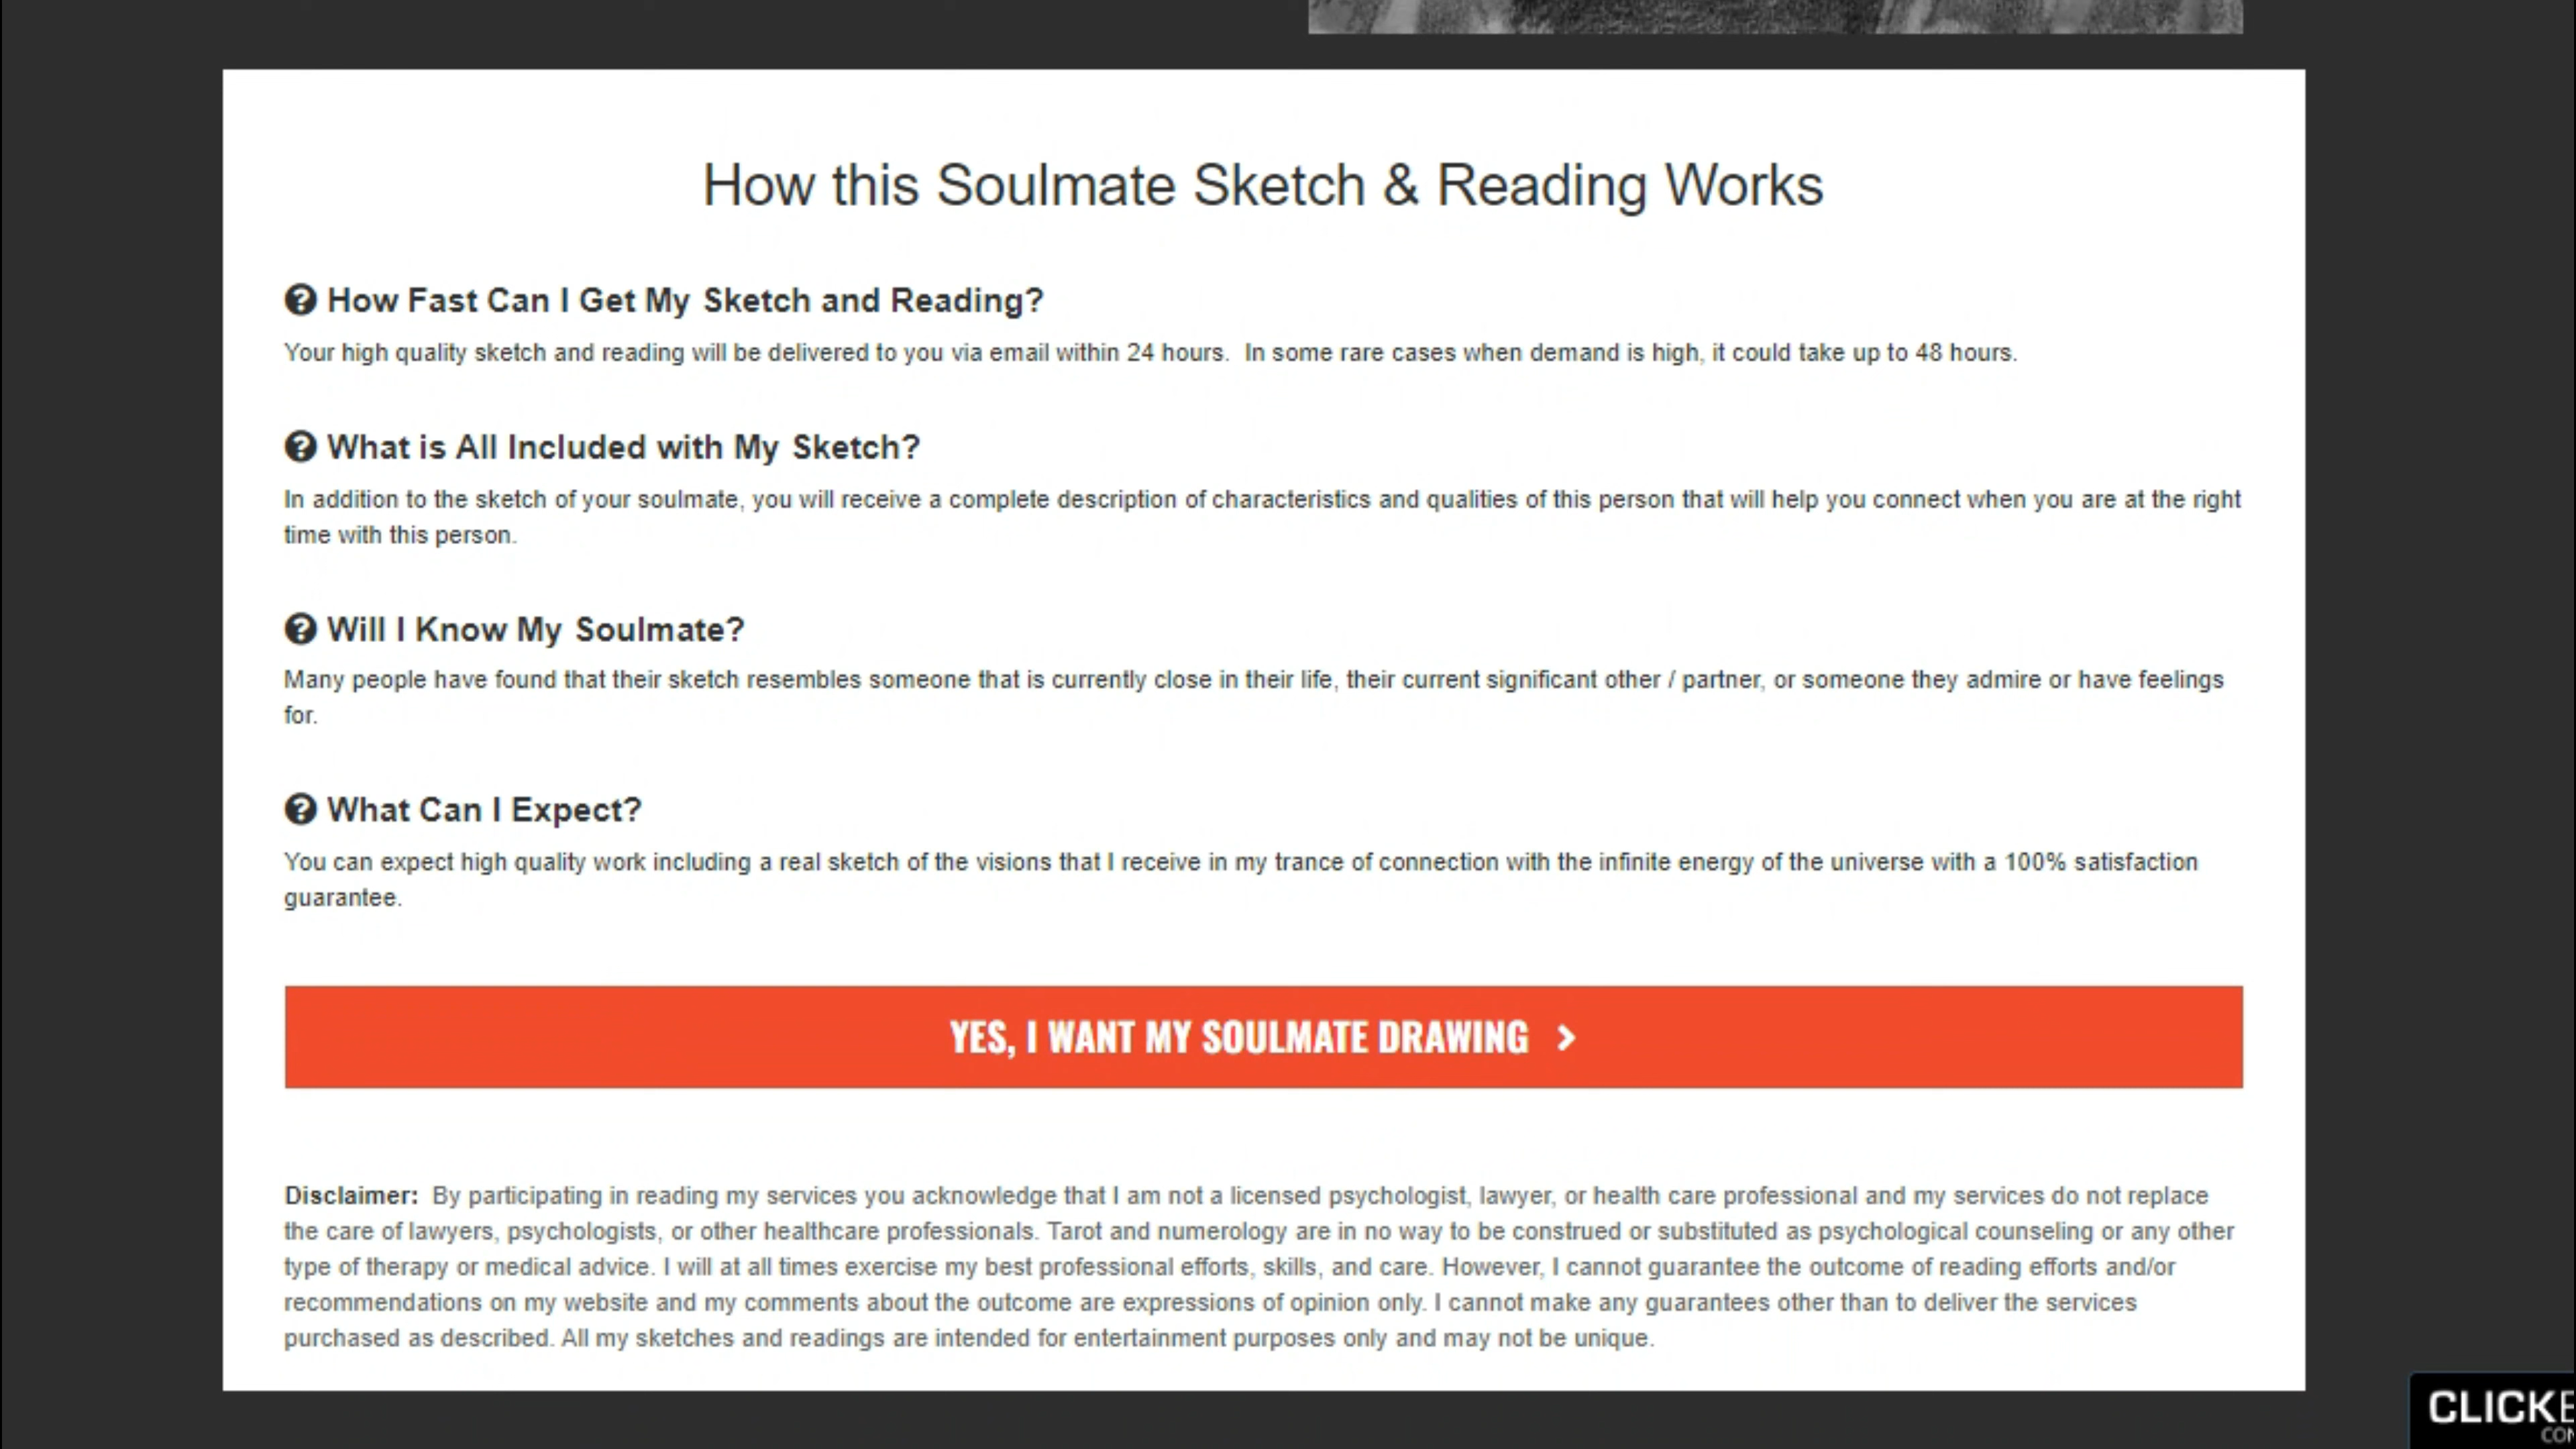 How this Soulmate Sketch & Reading Works
How Fast Can I Get My Sketch and Reading?
Your high quality sketch and reading will be delivered to you via email within 24 hours.  In some rare cases when demand is high, it could take up to 48 hours.
What is All Included with My Sketch?
In addition to the sketch of your soulmate, you will receive a complete description of characteristics and qualities of this person that will help you connect when you are at the right
time with this person.
Will I Know My Soulmate?
Many people have found that their sketch resembles someone that is currently close in their life, their current significant other / partner, or someone they admire or have feelings
for.
What Can I Expect?
You can expect high quality work including a real sketch of the visions that I receive in my trance of connection with the infinite energy of the universe with a 100% satisfaction
guarantee.
YES, I WANT MY SOULMATE DRAWING >
Disclaimer:  By participating in reading my services you acknowledge that I am not a licensed psychologist, lawyer, or health care professional and my services do not replace
the care of lawyers, psychologists, or other healthcare professionals. Tarot and numerology are in no way to be construed or substituted as psychological counseling or any other
type of therapy or medical advice. I will at all times exercise my best professional efforts, skills, and care. However, I cannot guarantee the outcome of reading efforts and/or
recommendations on my website and my comments about the outcome are expressions of opinion only. I cannot make any guarantees other than to deliver the services
purchased as described. All my sketches and readings are intended for entertainment purposes only and may not be unique.
CLICKE